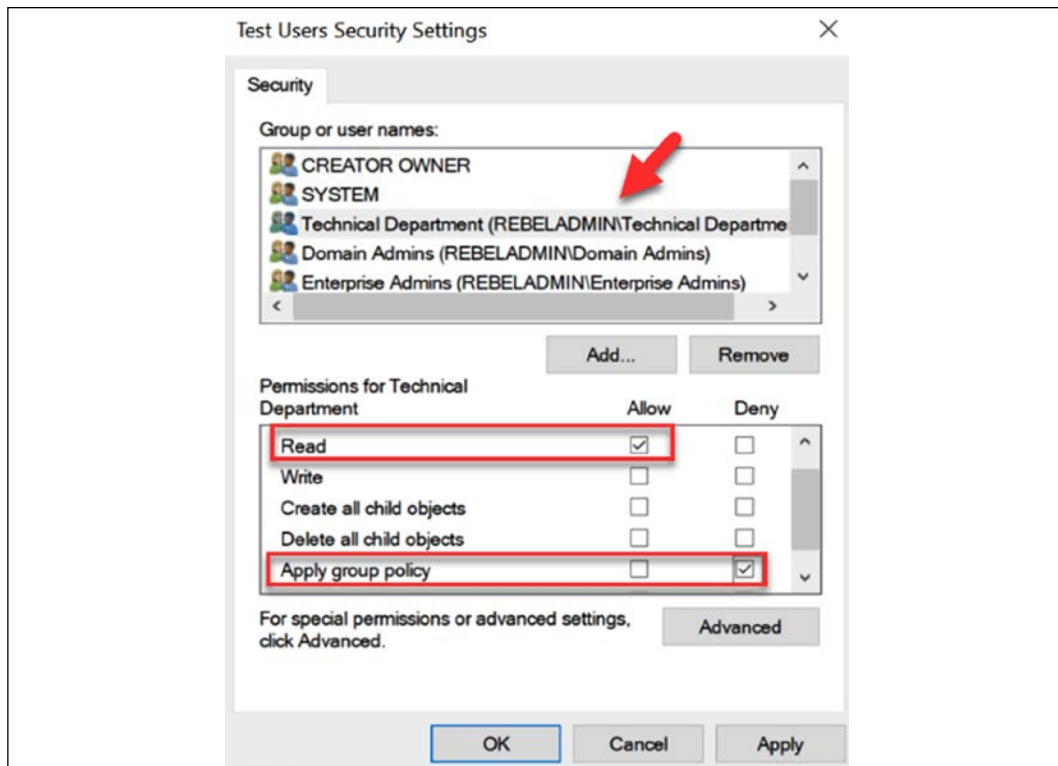 Test Users Security Settings
Security
Group or user names:
CREATOR OWNER
SYSTEM
Technical Department (REBELADMIN\Technical Departme
Domain Admins (REBELADMIN\Domain Admins)
Enterprise Admins (REBELADMIN\Enterprise Admins)
Add... Remove
Permissions for Technical
Department Allow Deny
Read
Write
Create all child objects
Delete all child objects
Apply group policy
For special permissions or advanced settings,
click Advanced.
Advanced
OK Cancel Apply